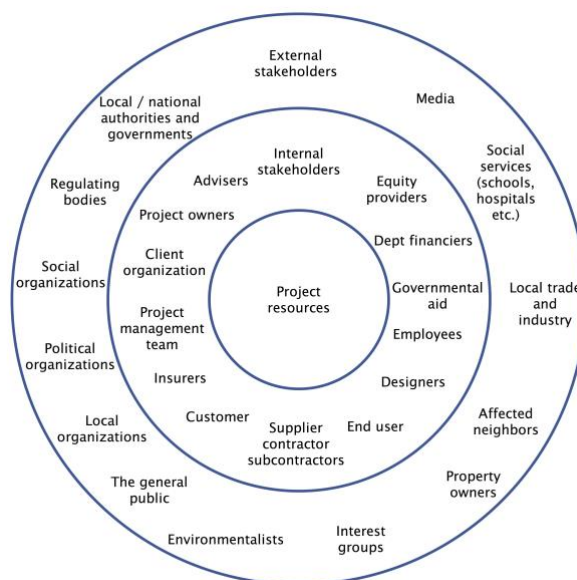 External
stakeholders
Media
Local / national
authorities and
governments
Social
services
(schools,
hospitals
etc.)
Regulating
bodies
Social
organizations
Local trade
and
industry
Political
organizations
Local
organizations
Affected
neighbors
The general
public
Property
owners
Environmentalists
Interest
groups
Internal
stakeholders
Advisers
Equity
providers
Project owners
Dept financiers
Client
organization
Governmental
aid
Project
management
team
Employees
Insurers
Designers
Customer
End user
Supplier
contractor
subcontractors
Project
resources